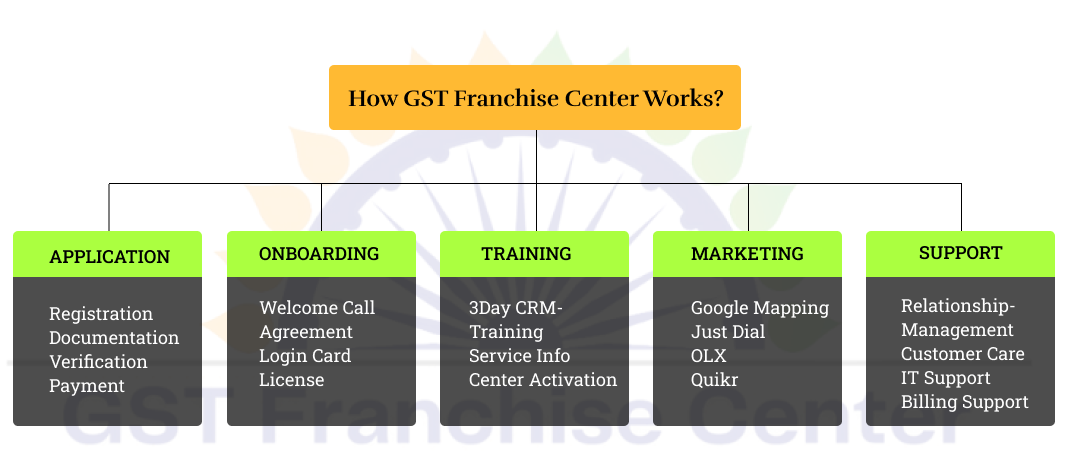 How GST Franchise Center Works?
APPLICATION
Registration
Documentation
Verification
Payment
ONBOARDING
Welcome Call
Agreement
Login Card
License
TRAINING
3Day CRM-
Training
Service Info
Center Activation
MARKETING
Google Mapping
Just Dial
OLX
Quikr
SUPPORT
Relationship-
Management
Customer Care
IT Support
Billing Support
GST Franchise Center